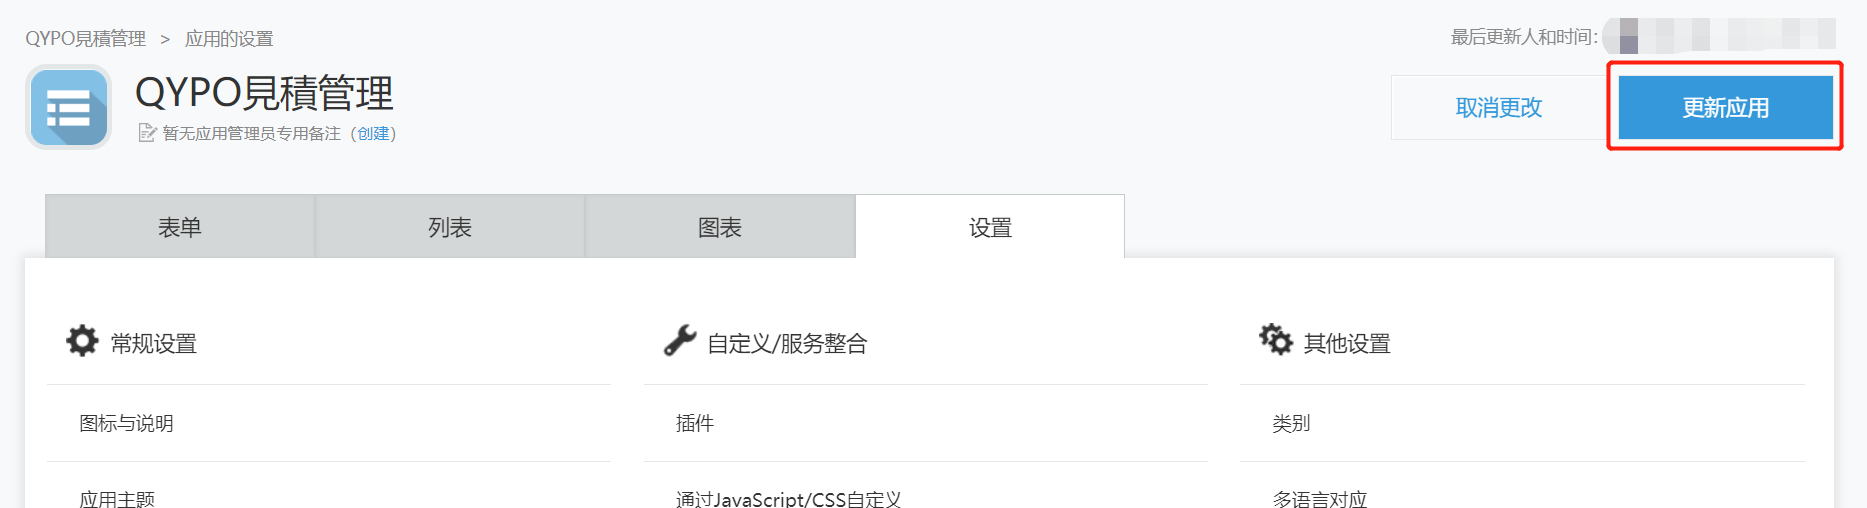 QYPO見積管理 > 应用的设置
最后更新人和时间:
QYPO見積管理
暂无应用管理员专用备注（创建）
取消更改
更新应用
表单
列表
图表
设置
常规设置
自定义/服务整合
其他设置
图标与说明
插件
类别
应用主题
通过JavaScript/CSS自定义
多语言对应